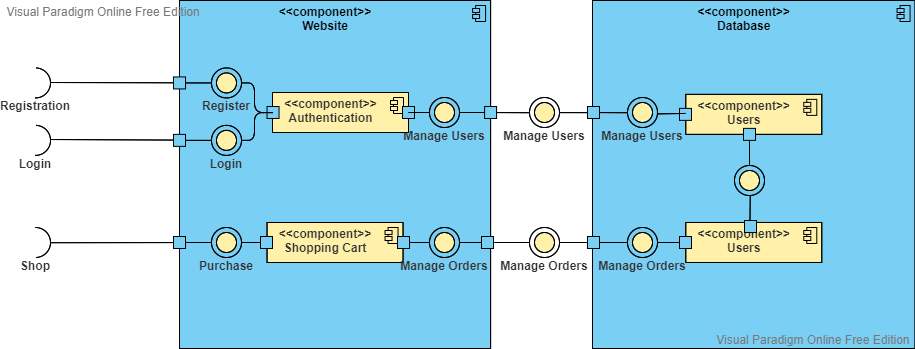 Visual Paradigm Online Free Edition
<<component>>
Website
<<component>>
Database
Registration
Register
<<component>>
Authentication
Manage Users
Manage Users
Manage Users
<<component>>
Users
Login
Login
Shop
Purchase
<<component>>
Shopping Cart
Manage Orders
Manage Orders
Manage Orders
<<component>>
Users
Visual Paradigm Online Free Edition